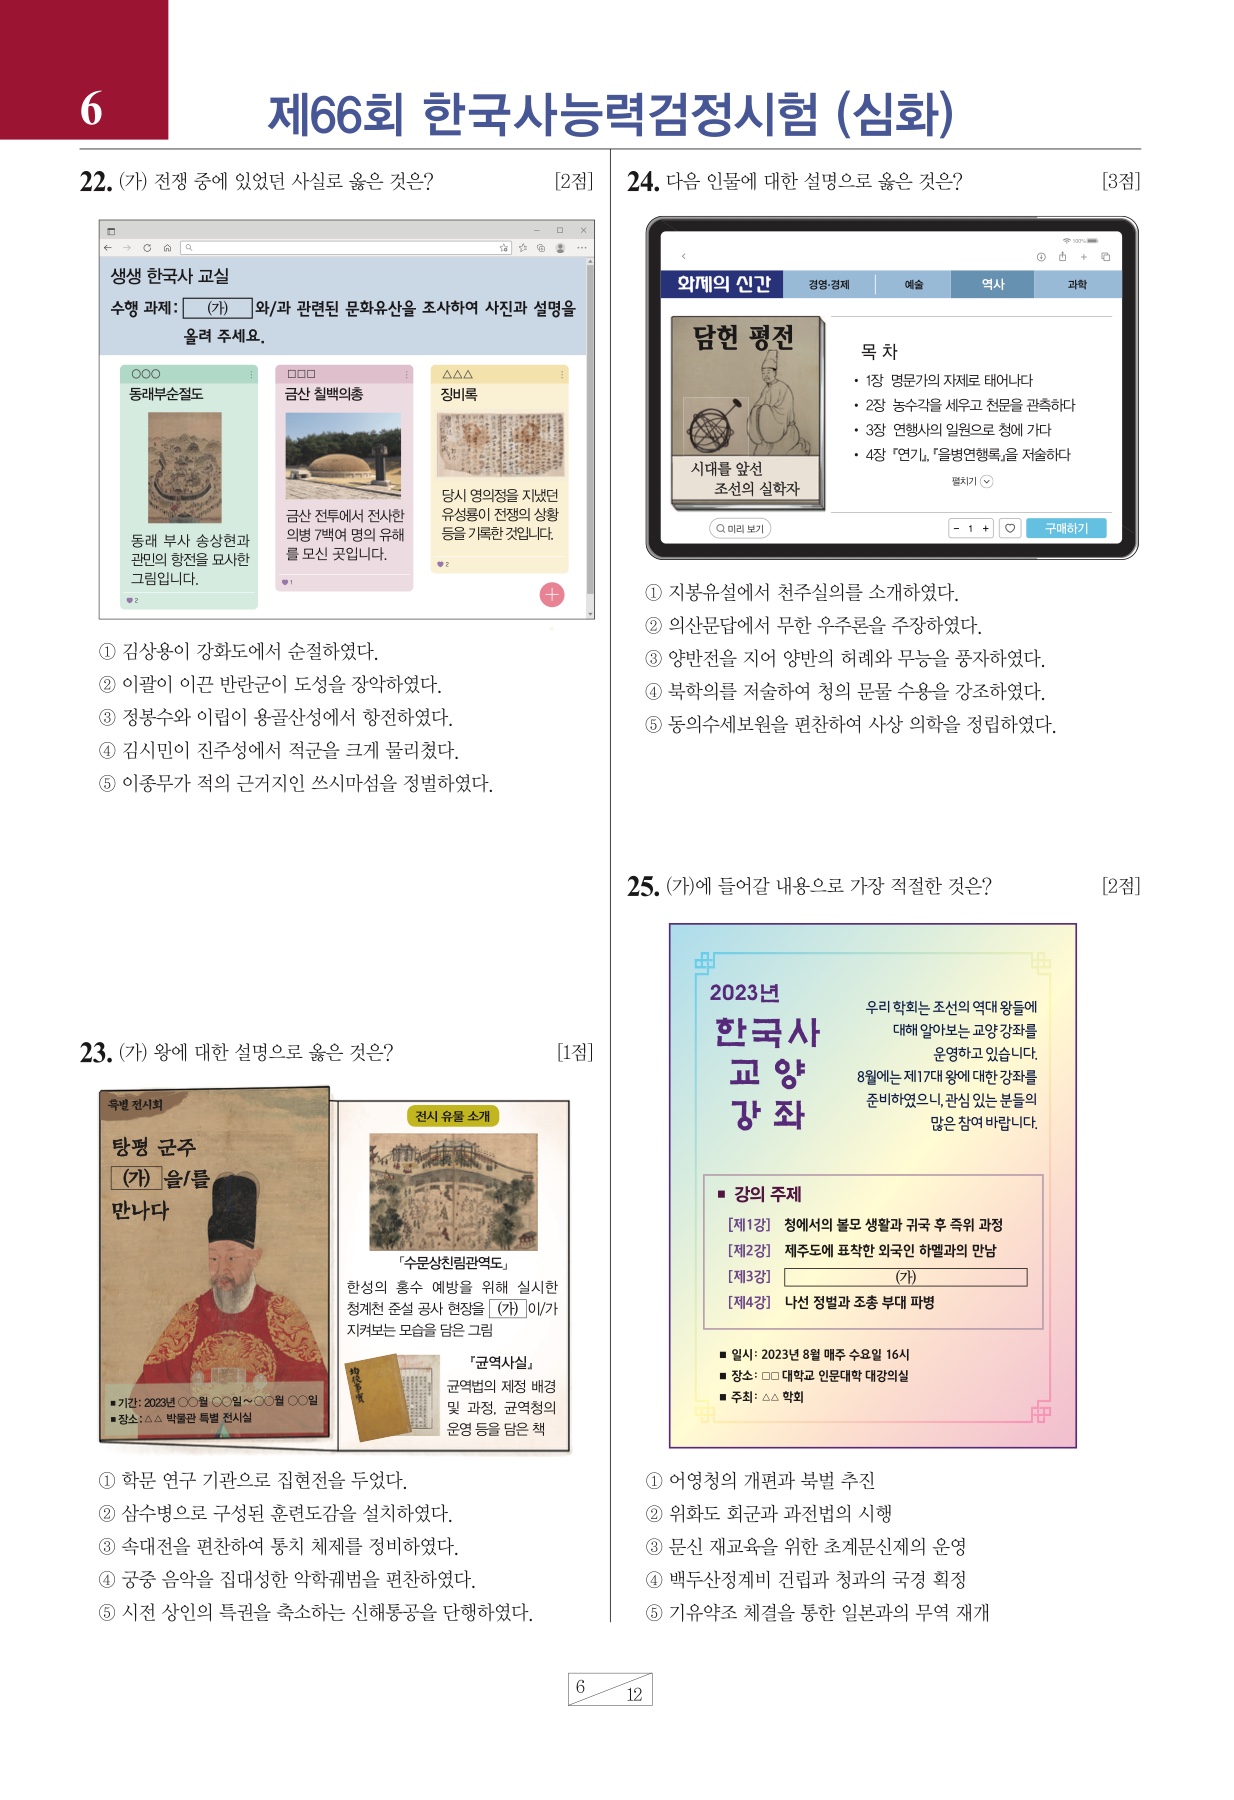 6
제66회 한국사능력검정시험 (심화)
22. (가) 전쟁 중에 있었던 사실로 옳은 것은? [2점]
생생 한국사 교실
수행 과제: (가) 와/과 관련된 문화유산을 조사하여 사진과 설명을
올려 주세요.
○○○
동래부순절도
동래 부사 송상현과
관민의 항전을 묘사한
그림입니다.
2
□□□
금산 칠백의총
금산 전투에서 전사한
의병 7백여 명의 유해
를 모신 곳입니다.
1
△△△
징비록
당시 영의정을 지냈던
유성룡이 전쟁의 상황
등을 기록한 것입니다.
2
① 김상용이 강화도에서 순절하였다.
② 이괄이 이끈 반란군이 도성을 장악하였다.
③ 정봉수와 이립이 용골산성에서 항전하였다.
④ 김시민이 진주성에서 적군을 크게 물리쳤다.
⑤ 이종무가 적의 근거지인 쓰시마섬을 정벌하였다.
23. (가) 왕에 대한 설명으로 옳은 것은? [1점]
특별 전시회
탕평 군주
(가) 을/를
만나다
■ 기간: 2023년 ○○월 ○○일~○○월 ○○일
■ 장소: △△ 박물관 특별 전시실
전시 유물 소개
「수문상친림관역도」
한성의 홍수 예방을 위해 실시한
청계천 준설 공사 현장을 (가) 이/가
지켜보는 모습을 담은 그림
均役事實
『균역사실』
균역법의 제정 배경
및 과정, 균역청의
운영 등을 담은 책
① 학문 연구 기관으로 집현전을 두었다.
② 삼수병으로 구성된 훈련도감을 설치하였다.
③ 속대전을 편찬하여 통치 체제를 정비하였다.
④ 궁중 음악을 집대성한 악학궤범을 편찬하였다.
⑤ 시전 상인의 특권을 축소하는 신해통공을 단행하였다.
24. 다음 인물에 대한 설명으로 옳은 것은? [3점]
100%
화제의 신간 경영·경제 예술 역사 과학
담헌 평전
시대를 앞선
조선의 실학자
목 차
• 1장 명문가의 자제로 태어나다
• 2장 농수각을 세우고 천문을 관측하다
• 3장 연행사의 일원으로 청에 가다
• 4장 『연기』, 『을병연행록』을 저술하다
펼치기
미리 보기
− 1 + 구매하기
① 지봉유설에서 천주실의를 소개하였다.
② 의산문답에서 무한 우주론을 주장하였다.
③ 양반전을 지어 양반의 허례와 무능을 풍자하였다.
④ 북학의를 저술하여 청의 문물 수용을 강조하였다.
⑤ 동의수세보원을 편찬하여 사상 의학을 정립하였다.
25. (가)에 들어갈 내용으로 가장 적절한 것은? [2점]
2023년
한국사
교양
강좌
우리 학회는 조선의 역대 왕들에
대해 알아보는 교양 강좌를
운영하고 있습니다.
8월에는 제17대 왕에 대한 강좌를
준비하였으니, 관심 있는 분들의
많은 참여 바랍니다.
■ 강의 주제
[제1강] 청에서의 볼모 생활과 귀국 후 즉위 과정
[제2강] 제주도에 표착한 외국인 하멜과의 만남
[제3강] (가)
[제4강] 나선 정벌과 조총 부대 파병
■ 일시: 2023년 8월 매주 수요일 16시
■ 장소: □□ 대학교 인문대학 대강의실
■ 주최: △△ 학회
① 어영청의 개편과 북벌 추진
② 위화도 회군과 과전법의 시행
③ 문신 재교육을 위한 초계문신제의 운영
④ 백두산정계비 건립과 청과의 국경 획정
⑤ 기유약조 체결을 통한 일본과의 무역 재개
6
12